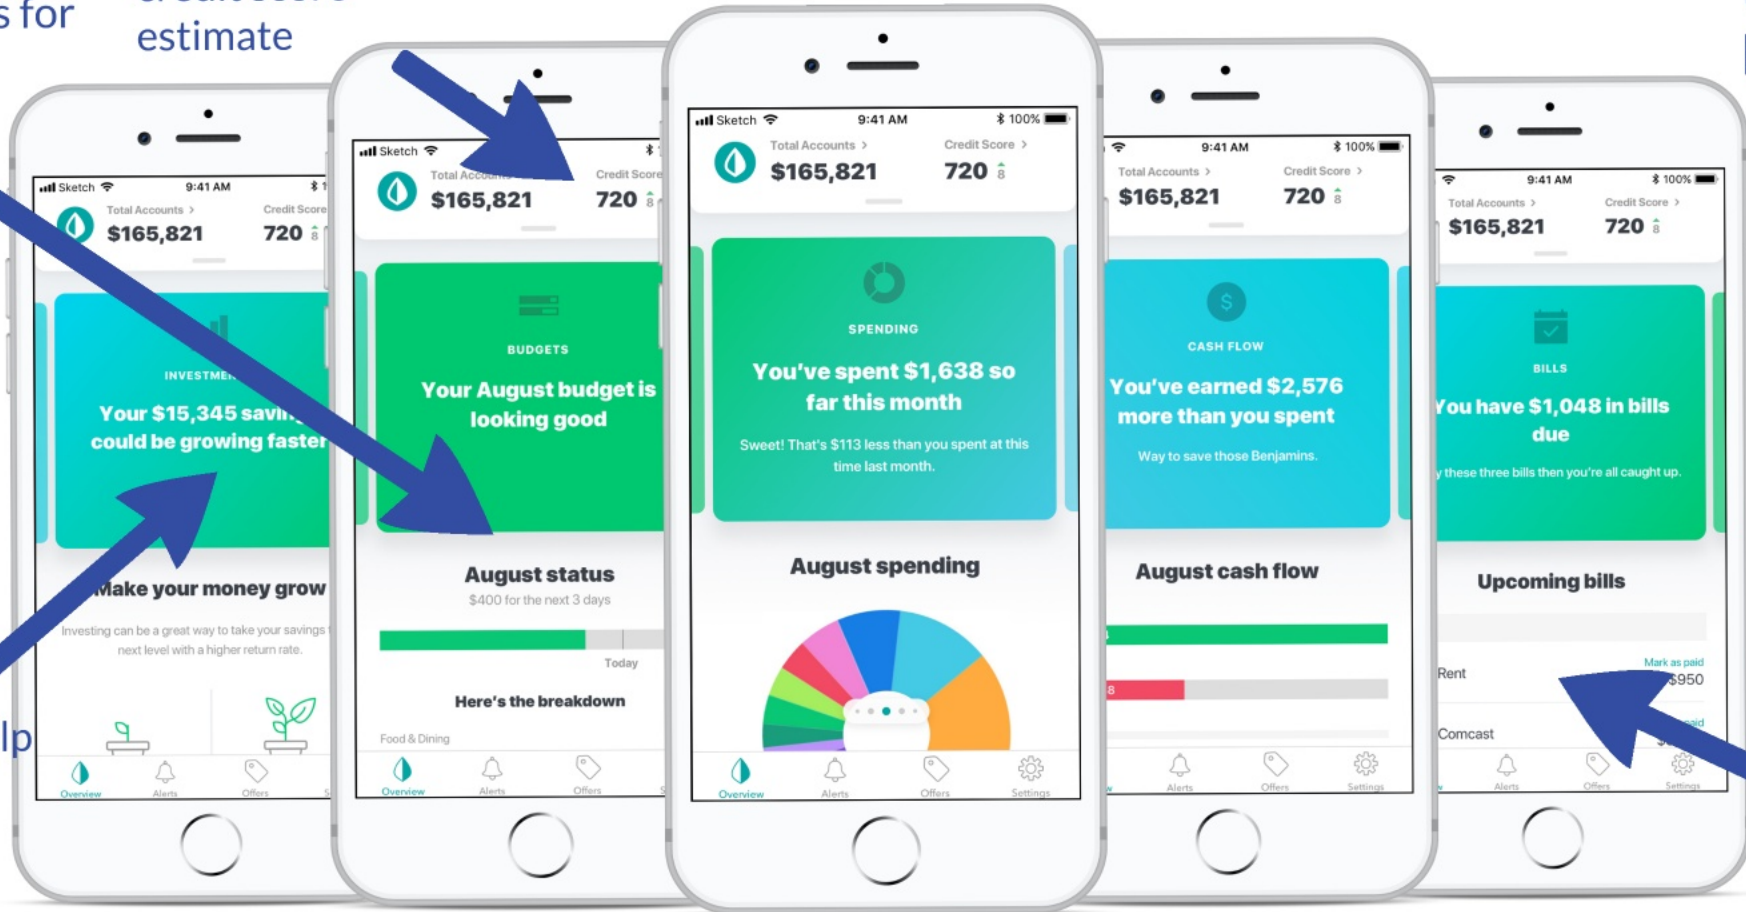 s for
estimate
lp
Sketch
9:41 AM
Total Accounts >
Credit Score
$165,821
720
8
Your $15,345
could be growing faster
Make your money grow
Investing can be a great way to take your savings
next level with a higher return rate.
Overview
Alerts
Offers
Sketch
Total
Credit Score
$165,821
720
8
BUDGETS
Your August budget is
looking good
August status
$400 for the next 3 days
Today
Here's the breakdown
Food & Dining
Overview
Alerts
Offers
Sketch
9:41 AM
100%
Total Accounts >
Credit Score >
$165,821
720
8
SPENDING
You've spent $1,638 so
far this month
Sweet! That's $113 less than you spent at this
time last month.
August spending
Overview
Alerts
Offers
Settings
9:41 AM
100%
Total Accounts >
Credit Score >
$165,821
720
8
CASH FLOW
You've earned $2,576
more than you spent
Way to save those Benjamins.
August cash flow
8
Alerts
Offers
Settings
9:41 AM
100%
Total Accounts >
Credit Score >
$165,821
720
8
BILLS
You have $1,048 in bills
due
y these three bills then you're all caught up.
Upcoming bills
Mark as paid
Rent
$950
paid
Comcast
Alerts
Offers
Settings